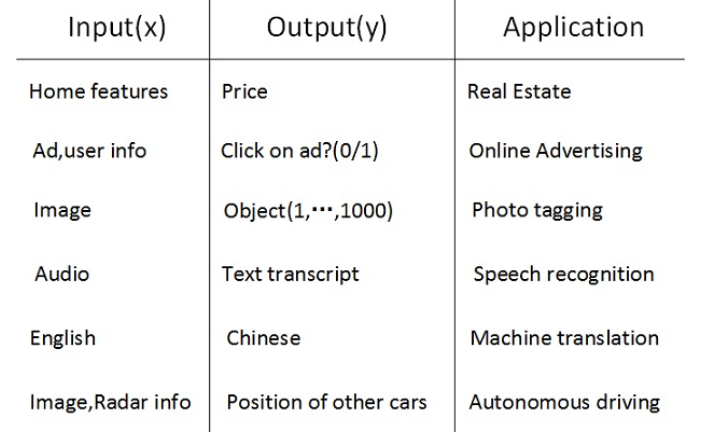 Input(x) Output(y) Application
Home features Price Real Estate
Ad,user info Click on ad?(0/1) Online Advertising
Image Object(1,⋯,1000) Photo tagging
Audio Text transcript Speech recognition
English Chinese Machine translation
Image,Radar info Position of other cars Autonomous driving